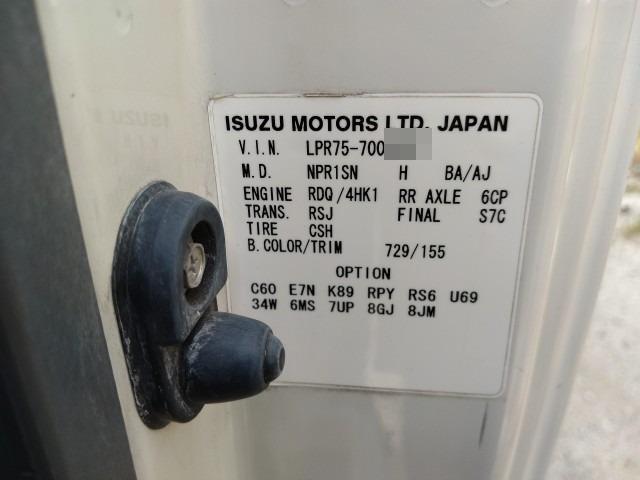 ISUZU MOTORS LTD. JAPAN
V.I.N. LPR75-700
M.D. NPR1SN H BA/AJ
ENGINE RDQ/4HK1 RR AXLE 6CP
TRANS. RSJ FINAL S7C
TIRE CSH
B.COLOR/TRIM 729/155
OPTION
C60 E7N K89 RPY RS6 U69
34W 6MS 7UP 8GJ 8JM